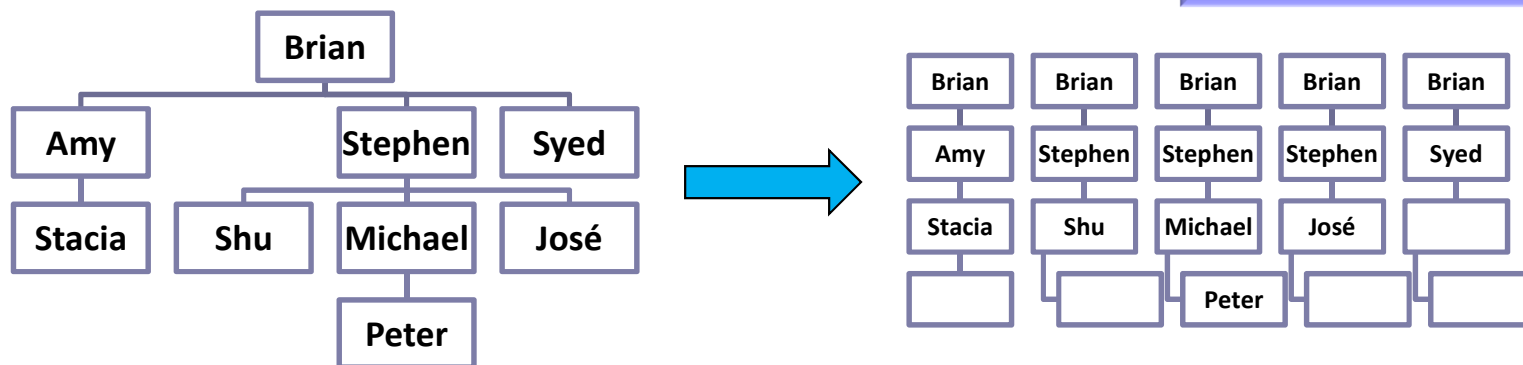 Brian
Amy Stephen Syed
Stacia Shu Michael José
Peter
Brian Brian Brian Brian Brian
Amy Stephen Stephen Stephen Syed
Stacia Shu Michael José
Peter